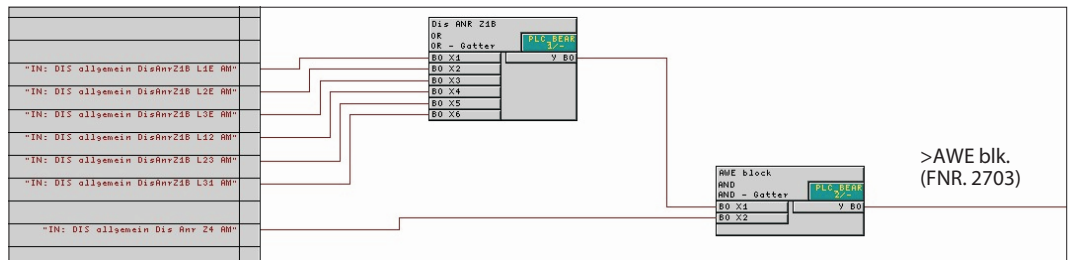 Dis ANR Z1B
OR
OR - Gatter
PLC_BEAR
1/-
BO X1
Y BO
BO X2
BO X3
BO X4
BO X5
BO X6
"IN: DIS allgemein DisAnrZ1B L1E AM"
"IN: DIS allgemein DisAnrZ1B L2E AM"
"IN: DIS allgemein DisAnrZ1B L3E AM"
"IN: DIS allgemein DisAnrZ1B L12 AM"
"IN: DIS allgemein DisAnrZ1B L23 AM"
"IN: DIS allgemein DisAnrZ1B L31 AM"
"IN: DIS allgemein Dis Anr Z4 AM"
AWE block
AND
AND - Gatter
PLC_BEAR
2/-
BO X1
Y BO
BO X2
>AWE blk.
(FNR. 2703)